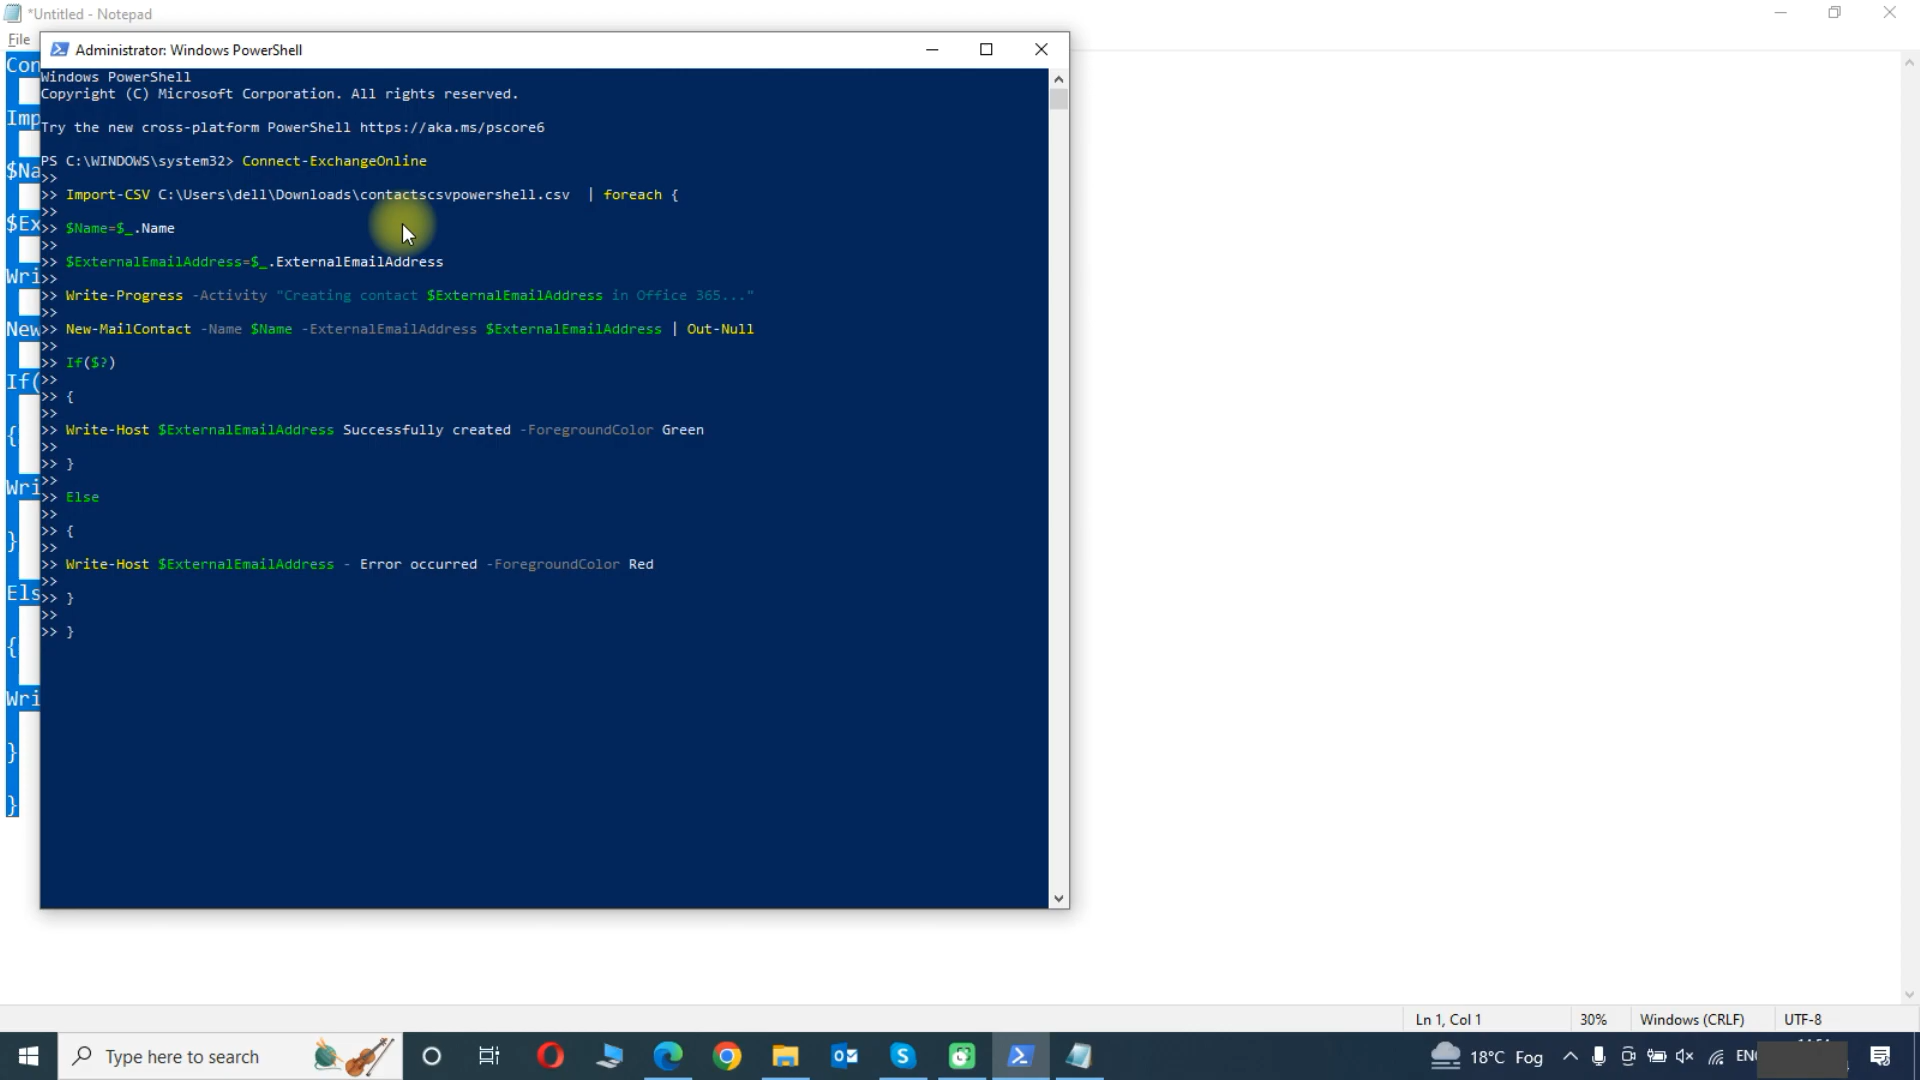 *Untitled - Notepad
File
Administrator: Windows PowerShell
Con
Imp
$Na
$Ex
Wri
New
If(
{
Wri
}
Els
{
Wri
}
}
Windows PowerShell
Copyright (C) Microsoft Corporation. All rights reserved.
Try the new cross-platform PowerShell https://aka.ms/pscore6
PS C:\WINDOWS\system32> Connect-ExchangeOnline
>>
>> Import-CSV C:\Users\dell\Downloads\contactscsvpowershell.csv  | foreach {
>>
>> $Name=$_.Name
>>
>> $ExternalEmailAddress=$_.ExternalEmailAddress
>>
>> Write-Progress -Activity "Creating contact $ExternalEmailAddress in Office 365..."
>>
>> New-MailContact -Name $Name -ExternalEmailAddress $ExternalEmailAddress | Out-Null
>>
>> If($?)
>>
>> {
>>
>> Write-Host $ExternalEmailAddress Successfully created -ForegroundColor Green
>>
>> }
>>
>> Else
>>
>> {
>>
>> Write-Host $ExternalEmailAddress - Error occurred -ForegroundColor Red
>>
>> }
>>
>> }
Ln 1, Col 1
30%
Windows (CRLF)
UTF-8
Type here to search
18°C Fog